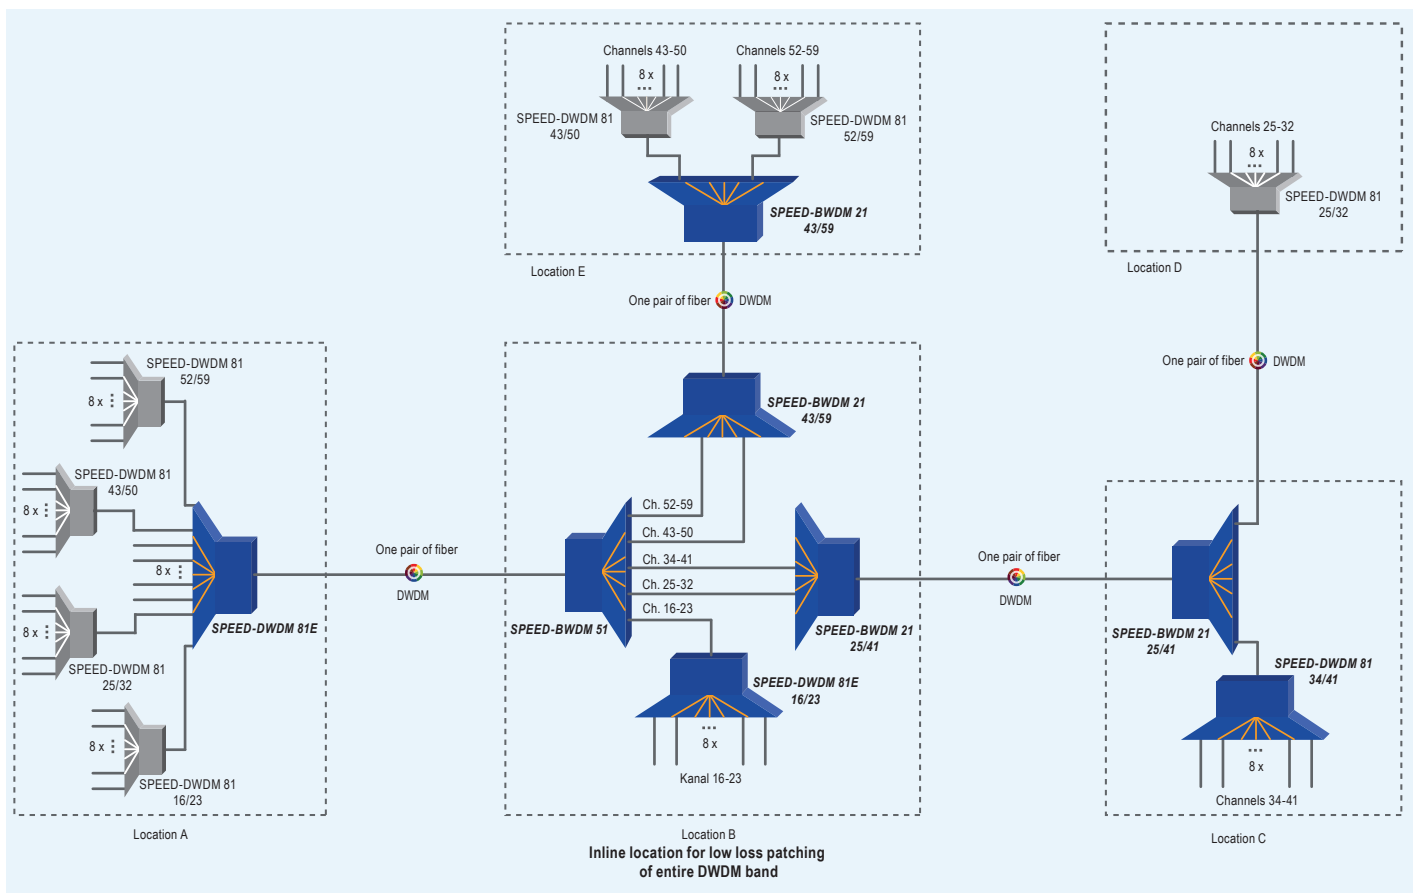 Channels 43-50
Channels 52-59
8 x
8 x
SPEED-DWDM 81
43/50
SPEED-DWDM 81
52/59
SPEED-BWDM 21
43/59
Location E
Channels 25-32
8 x
SPEED-DWDM 81
25/32
Location D
One pair of fiber
DWDM
One pair of fiber
DWDM
SPEED-DWDM 81
52/59
8 x
SPEED-DWDM 81
43/50
8 x
8 x
SPEED-DWDM 81E
8 x
SPEED-DWDM 81
25/32
8 x
SPEED-DWDM 81
16/23
Location A
One pair of fiber
DWDM
SPEED-BWDM 21
43/59
Ch. 52-59
Ch. 43-50
Ch. 34-41
Ch. 25-32
Ch. 16-23
SPEED-BWDM 51
SPEED-BWDM 21
25/41
SPEED-DWDM 81E
16/23
8 x
Kanal 16-23
Location B
Inline location for low loss patching
of entire DWDM band
One pair of fiber
DWDM
SPEED-BWDM 21
25/41
SPEED-DWDM 81
34/41
8 x
Channels 34-41
Location C